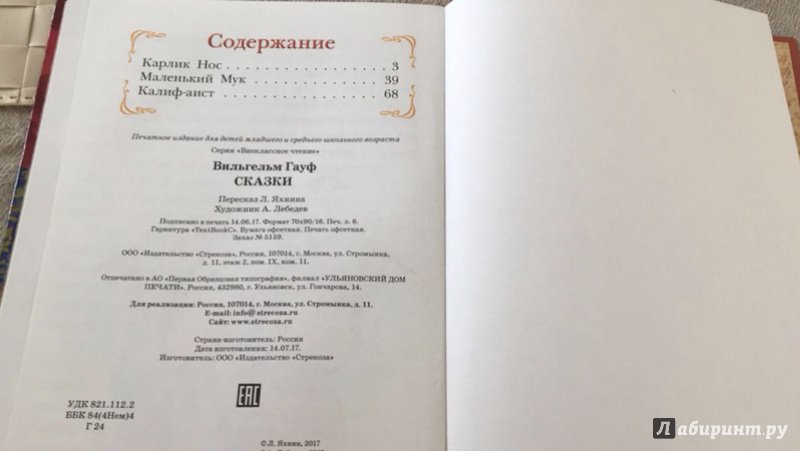 Содержание
Карлик Нос . . . . . . . . . . . . . . . . . . . 3
Маленький Мук . . . . . . . . . . . . . . . . 39
Калиф-аист . . . . . . . . . . . . . . . . . . . 68
Печатное издание для детей младшего и среднего школьного возраста
Серия «Внеклассное чтение»
Вильгельм Гауф
СКАЗКИ
Пересказ Л. Яхнина
Художник А. Лебедев
Подписано в печать 14.06.17. Формат 70х90/16. Печ. л. 6.
Гарнитура «TextBookC». Бумага офсетная. Печать офсетная.
Заказ № 5159.
ООО «Издательство «Стрекоза», Россия, 107014, г. Москва, ул. Стромынка,
д. 11, этаж 2, пом. IX, ком. 11.
Отпечатано в АО «Первая Образцовая типография», филиал «УЛЬЯНОВСКИЙ ДОМ
ПЕЧАТИ». Россия, 432980, г. Ульяновск, ул. Гончарова, 14.
Для реализации: Россия, 107014, г. Москва, ул. Стромынка, д. 11.
E-mail: info@strecoza.ru
Сайт: www.strecoza.ru
Страна-изготовитель: Россия
Дата изготовления: 14.07.17.
Изготовитель: ООО «Издательство «Стрекоза»
УДК 821.112.2
ББК 84(4Нем)4
Г 24
ЕАС
© Л. Яхнин, 2017
Лабиринт.ру